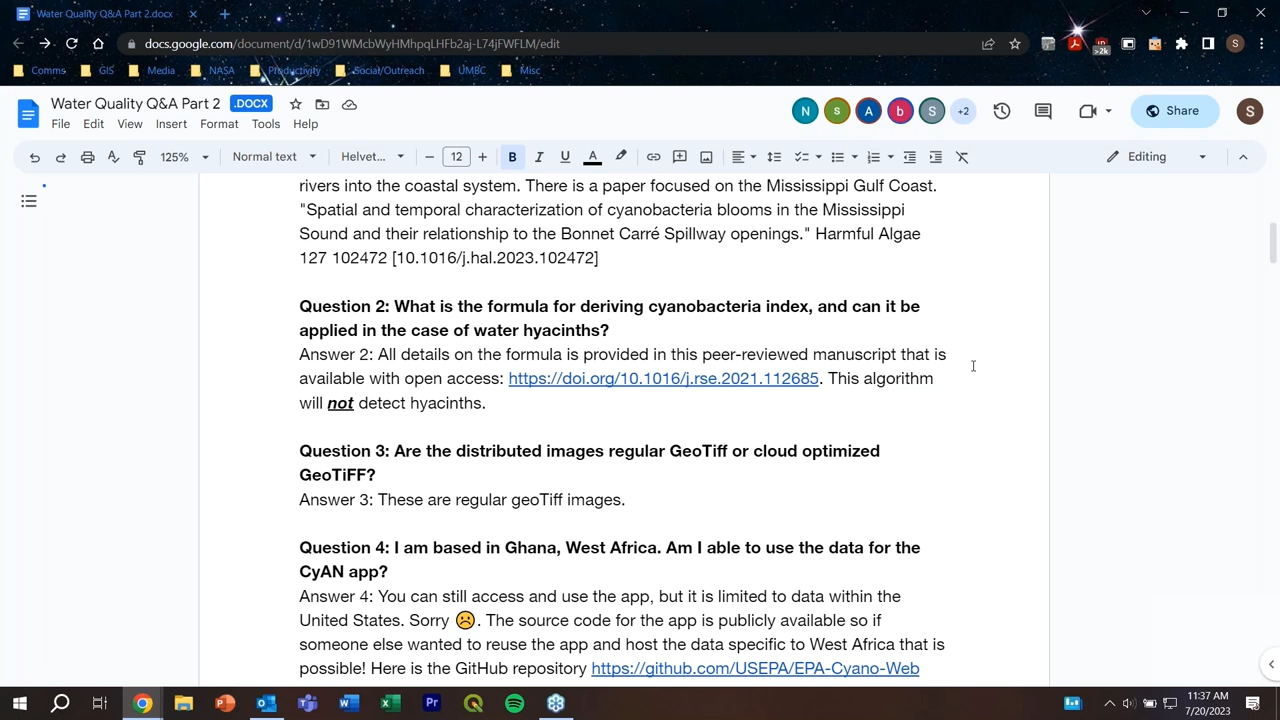 Water Quality Q&A Part 2.docx
docs.google.com/document/d/1wD91WMcbWyHMhpqLHFb2aj-L74jFWFLM/edit
>2k
S
Comms GIS Media NASA Productivity Social/Outreach UMBC Misc
Water Quality Q&A Part 2 .DOCX
N S A b S +2 Share S
File Edit View Insert Format Tools Help
125% Normal text Helvet... 12 B I U A Editing
rivers into the coastal system. There is a paper focused on the Mississippi Gulf Coast.
"Spatial and temporal characterization of cyanobacteria blooms in the Mississippi
Sound and their relationship to the Bonnet Carré Spillway openings." Harmful Algae
127 102472 [10.1016/j.hal.2023.102472]
Question 2: What is the formula for deriving cyanobacteria index, and can it be
applied in the case of water hyacinths?
Answer 2: All details on the formula is provided in this peer-reviewed manuscript that is
available with open access: https://doi.org/10.1016/j.rse.2021.112685. This algorithm
will not detect hyacinths.
Question 3: Are the distributed images regular GeoTiff or cloud optimized
GeoTiFF?
Answer 3: These are regular geoTiff images.
Question 4: I am based in Ghana, West Africa. Am I able to use the data for the
CyAN app?
Answer 4: You can still access and use the app, but it is limited to data within the
United States. Sorry ☹️. The source code for the app is publicly available so if
someone else wanted to reuse the app and host the data specific to West Africa that is
possible! Here is the GitHub repository https://github.com/USEPA/EPA-Cyano-Web
11:37 AM
7/20/2023